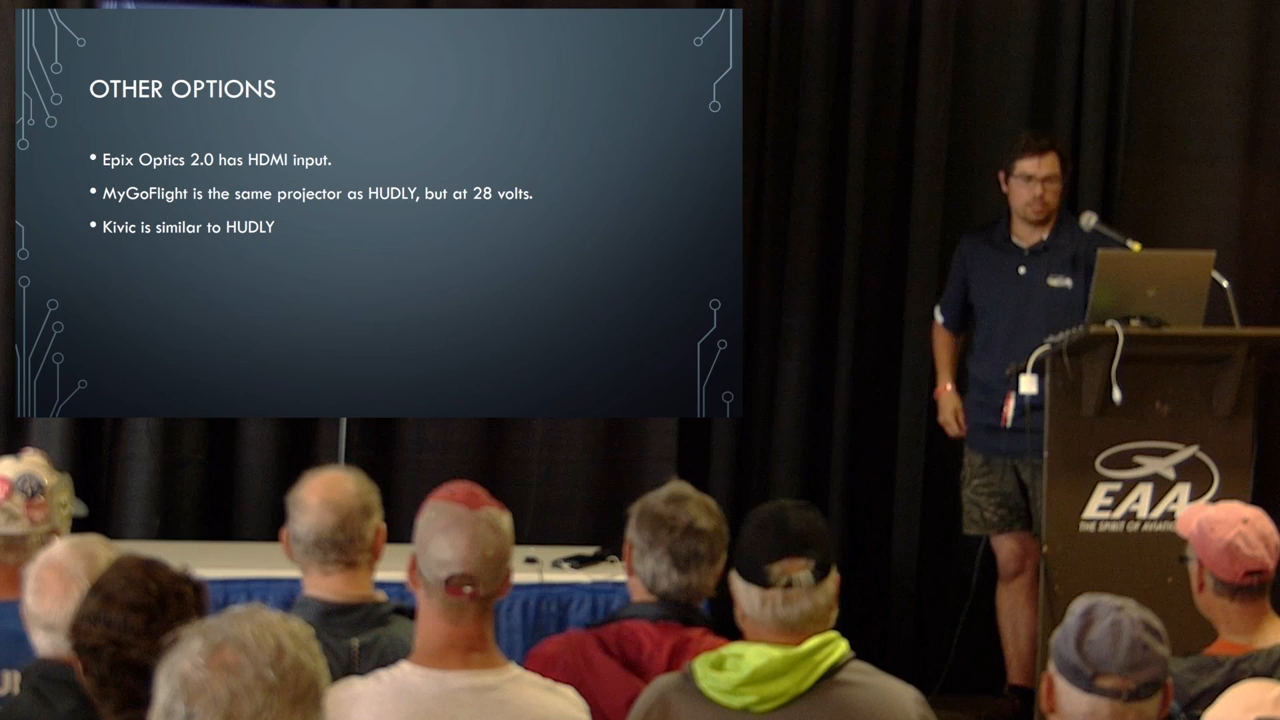 OTHER OPTIONS
• Epix Optics 2.0 has HDMI input.
• MyGoFlight is the same projector as HUDLY, but at 28 volts.
• Kivic is similar to HUDLY
EAA
THE SPIRIT OF